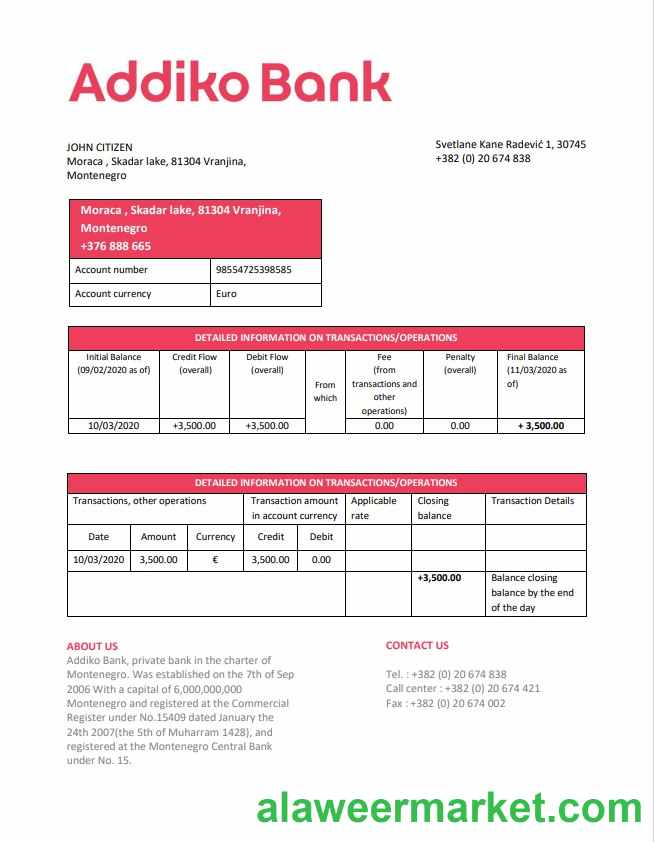 Addiko Bank
JOHN CITIZEN
Moraca , Skadar lake, 81304 Vranjina,
Montenegro
Svetlane Kane Radević 1, 30745
+382 (0) 20 674 838
Moraca , Skadar lake, 81304 Vranjina,
Montenegro
+376 888 665
Account number 98554725398585
Account currency Euro
DETAILED INFORMATION ON TRANSACTIONS/OPERATIONS
Initial Balance
(09/02/2020 as of)
Credit Flow
(overall)
Debit Flow
(overall)
From
which
Fee
(from
transactions and
other
operations)
Penalty
(overall)
Final Balance
(11/03/2020 as
of)
10/03/2020 +3,500.00 +3,500.00 0.00 0.00 + 3,500.00
DETAILED INFORMATION ON TRANSACTIONS/OPERATIONS
Transactions, other operations
Transaction amount
in account currency
Applicable
rate
Closing
balance
Transaction Details
Date Amount Currency Credit Debit
10/03/2020 3,500.00 € 3,500.00 0.00
+3,500.00
Balance closing
balance by the end
of the day
ABOUT US
Addiko Bank, private bank in the charter of
Montenegro. Was established on the 7th of Sep
2006 With a capital of 6,000,000,000
Montenegro and registered at the Commercial
Register under No.15409 dated January the
24th 2007(the 5th of Muharram 1428), and
registered at the Montenegro Central Bank
under No. 15.
CONTACT US
Tel. : +382 (0) 20 674 838
Call center : +382 (0) 20 674 421
Fax : +382 (0) 20 674 002
alaweermarket.com